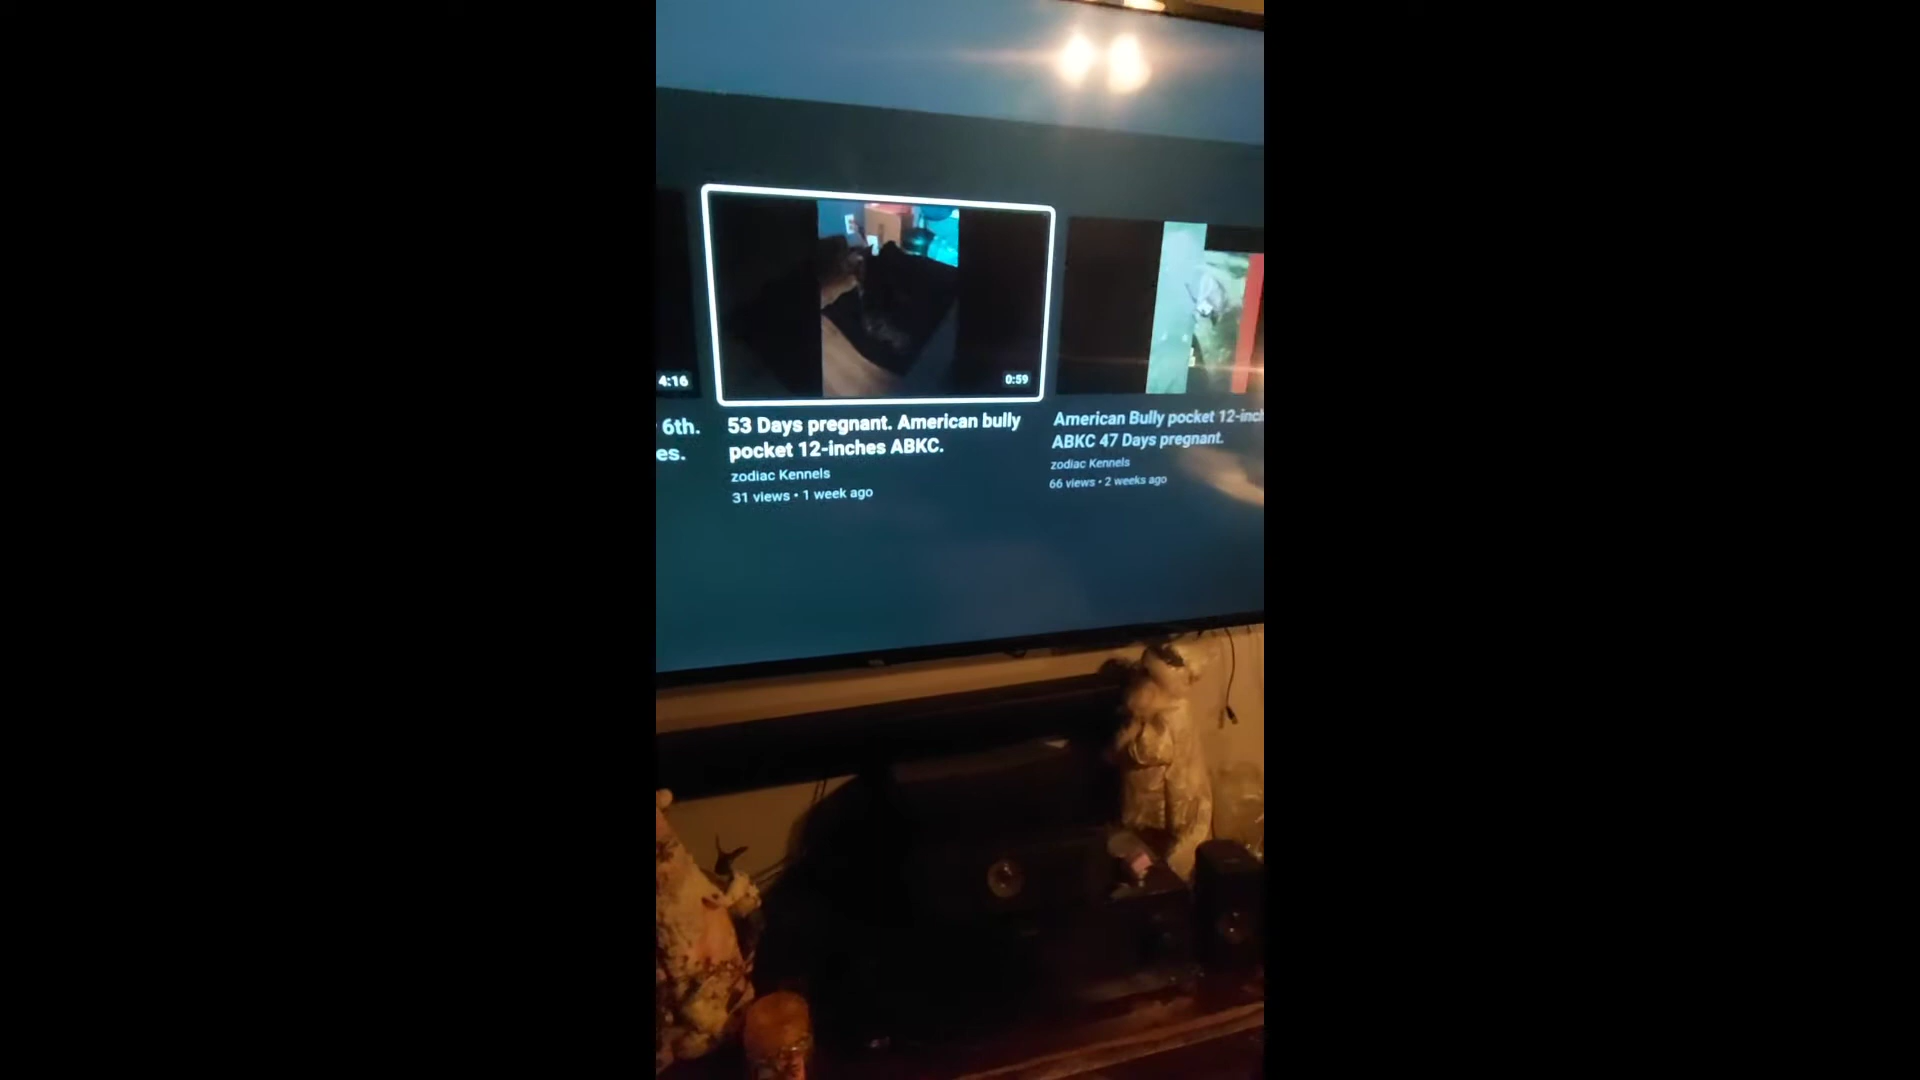 4:16
6th.
es.
0:59
53 Days pregnant. American bully
pocket 12-inches ABKC.
zodiac Kennels
31 views • 1 week ago
American Bully pocket 12-inch
ABKC 47 Days pregnant.
zodiac Kennels
66 views • 2 weeks ago